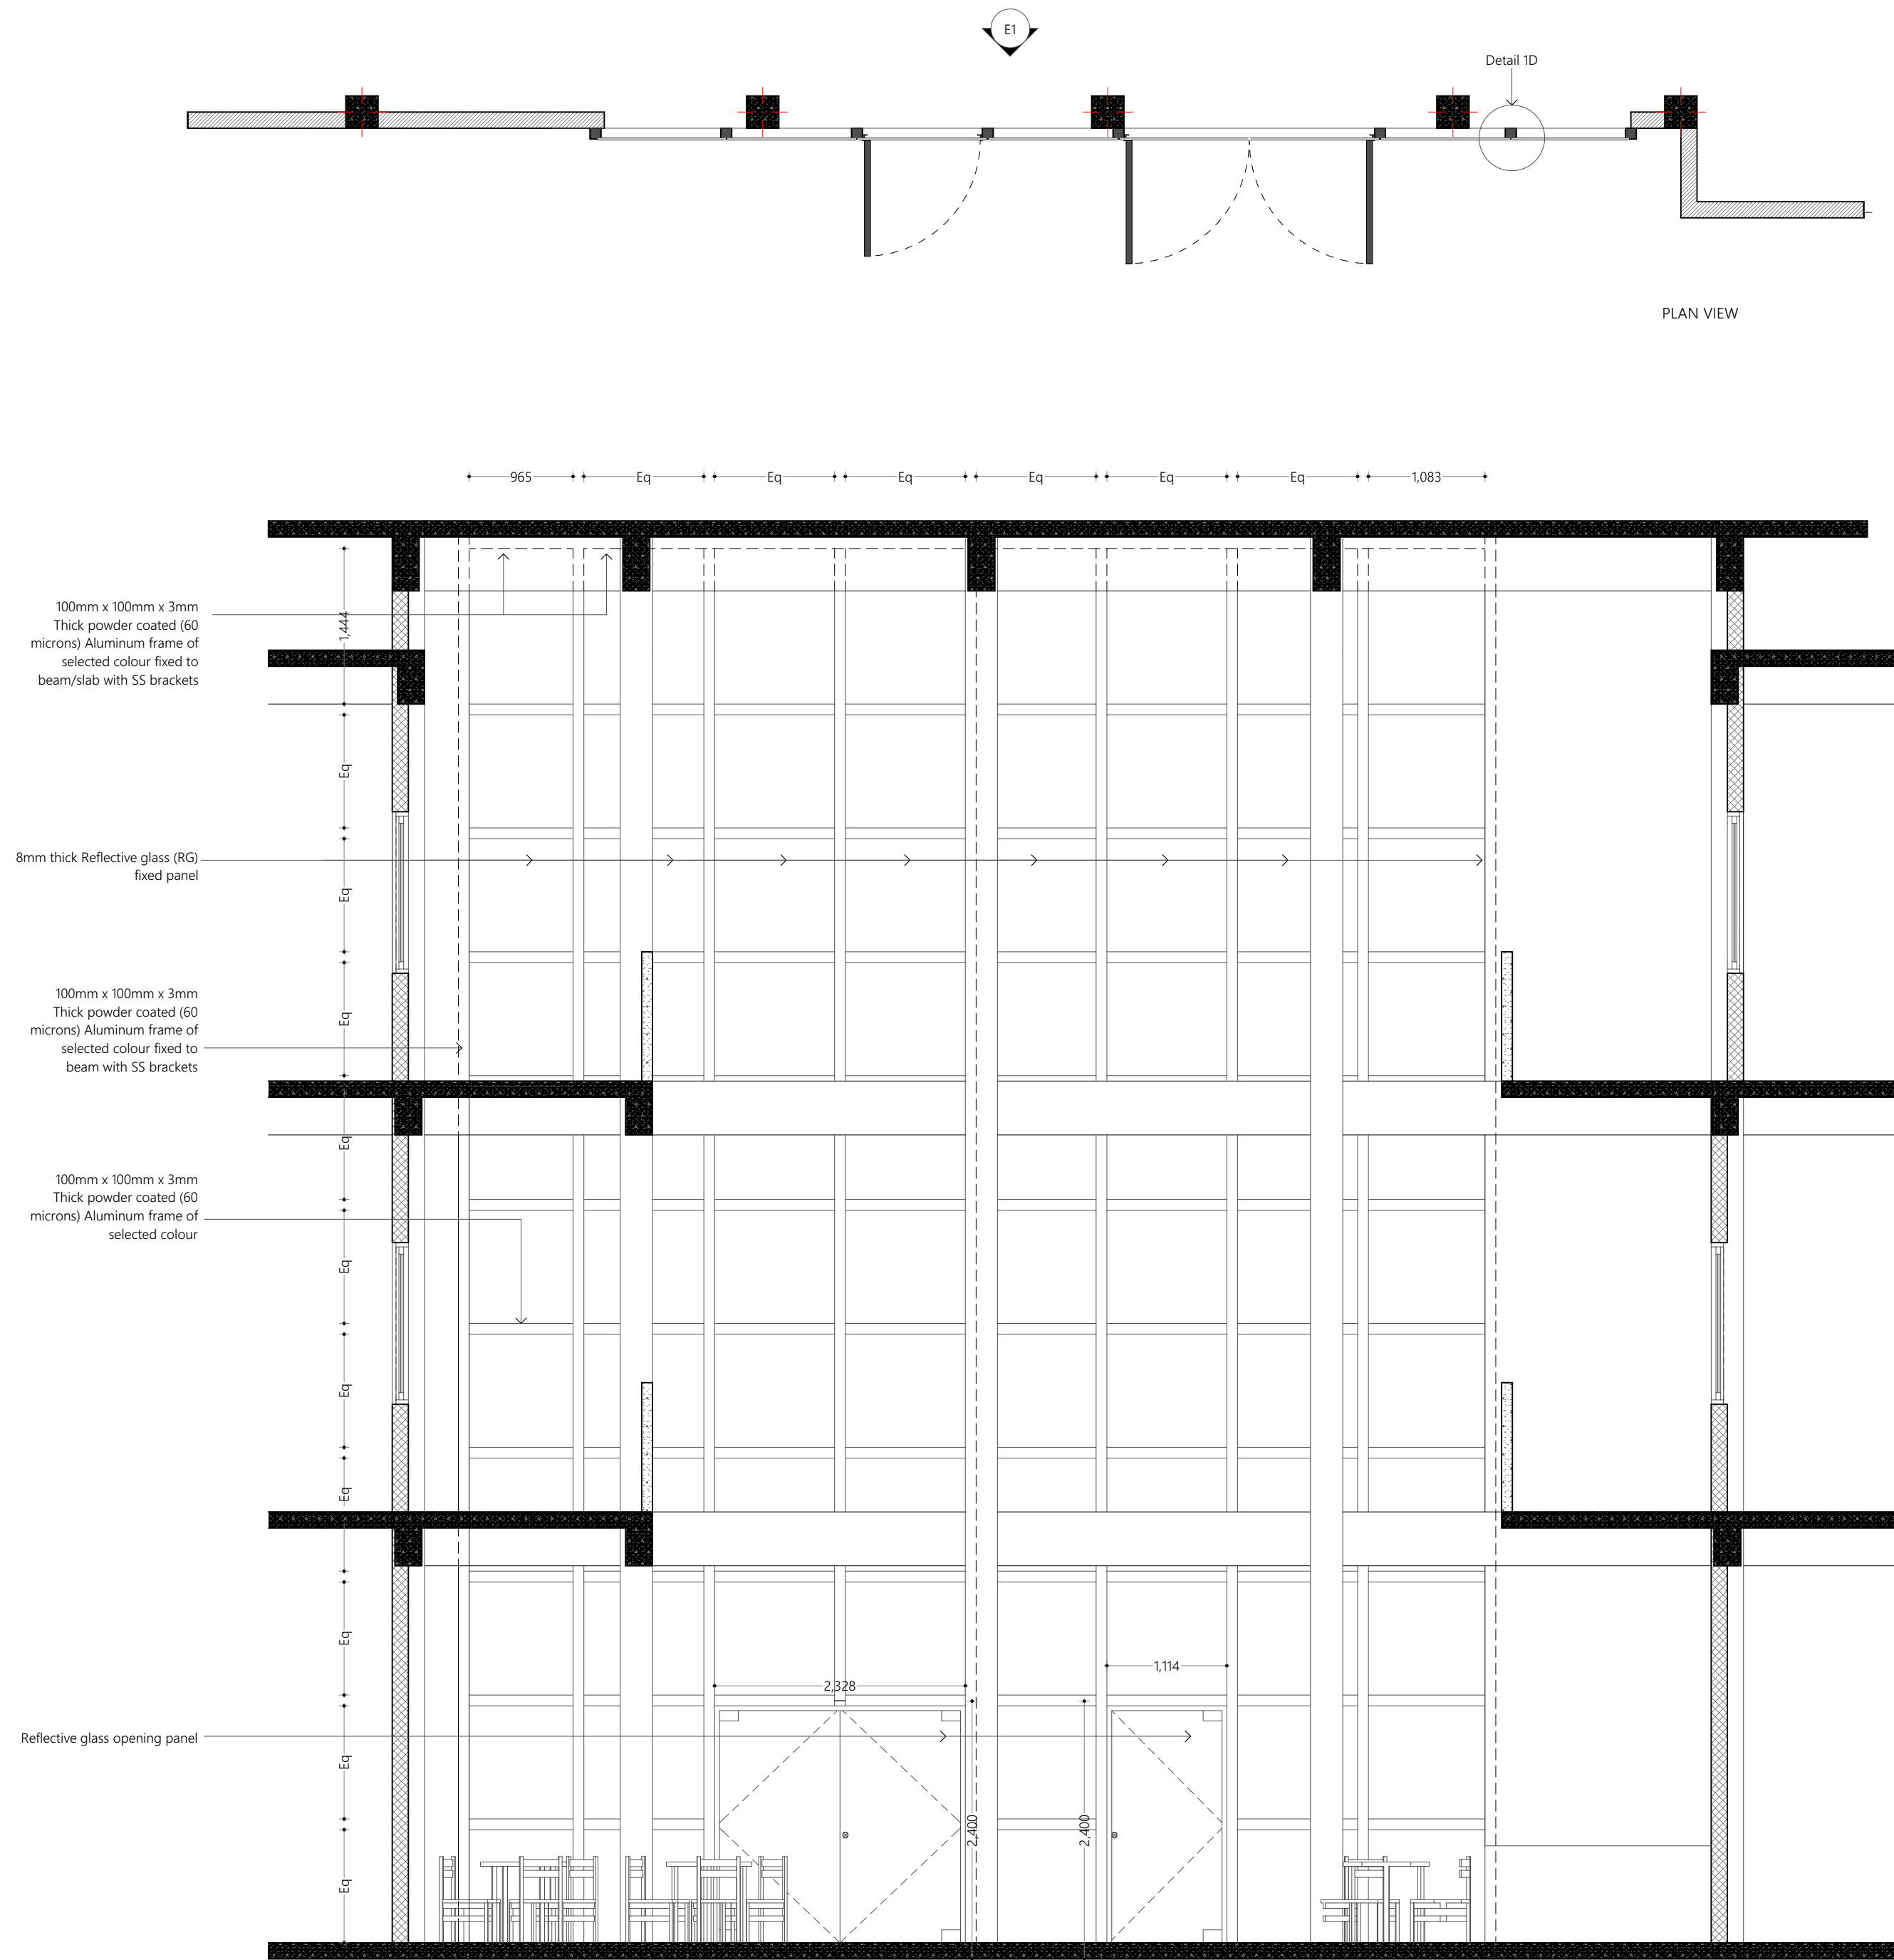 E1
Detail 1D
PLAN VIEW
965
Eq
Eq
Eq
Eq
Eq
Eq
1,083
100mm x 100mm x 3mm
Thick powder coated (60
microns) Aluminum frame of
selected colour fixed to
beam/slab with SS brackets
1,444
Eq
8mm thick Reflective glass (RG)
fixed panel
Eq
100mm x 100mm x 3mm
Thick powder coated (60
microns) Aluminum frame of
selected colour fixed to
beam with SS brackets
Eq
Eq
100mm x 100mm x 3mm
Thick powder coated (60
microns) Aluminum frame of
selected colour
Eq
Eq
Eq
Eq
1,114
2,328
Reflective glass opening panel
Eq
2,400
2,400
Eq